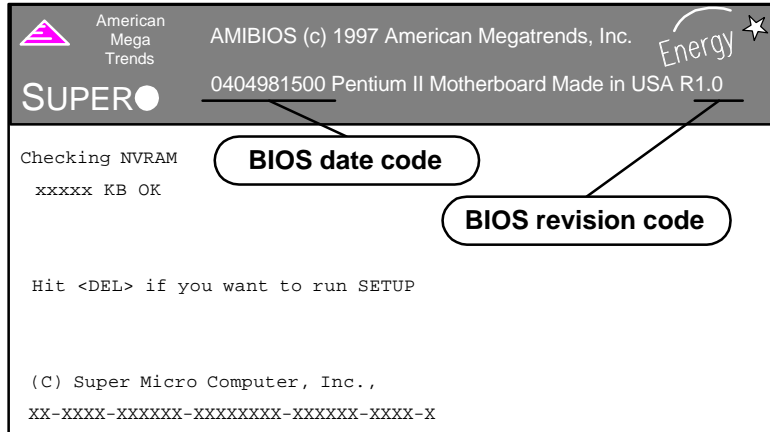 American
Mega
Trends
AMIBIOS (c) 1997 American Megatrends, Inc.
Energy
SUPER
0404981500 Pentium II Motherboard Made in USA R1.0
Checking NVRAM
BIOS date code
xxxxx KB OK
BIOS revision code
Hit <DEL> if you want to run SETUP
(C) Super Micro Computer, Inc.,
XX-XXXX-XXXXXX-XXXXXXXX-XXXXXX-XXXX-X